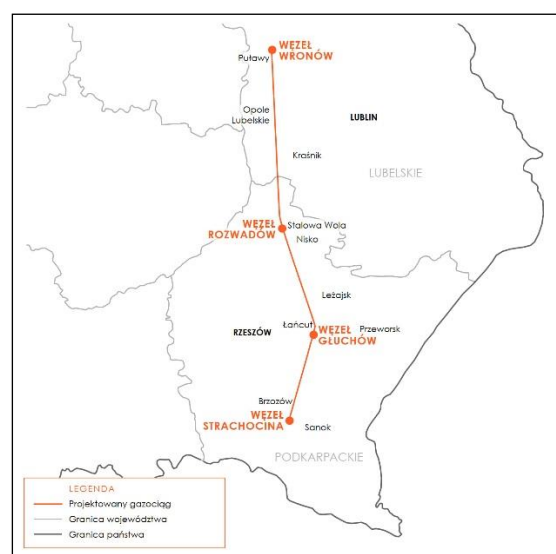 WĘZEŁ
WRONÓW
Puławy
Opole
Lubelskie
LUBLIN
Kraśnik
LUBELSKIE
WĘZEŁ
ROZWADÓW
Stalowa Wola
Nisko
Leżajsk
Łańcut
Przeworsk
RZESZÓW
WĘZEŁ
GŁUCHÓW
Brzozów
WĘZEŁ
STRACHOCINA
Sanok
PODKARPACKIE
LEGENDA
Projektowany gazociąg
Granica województwa
Granica państwa